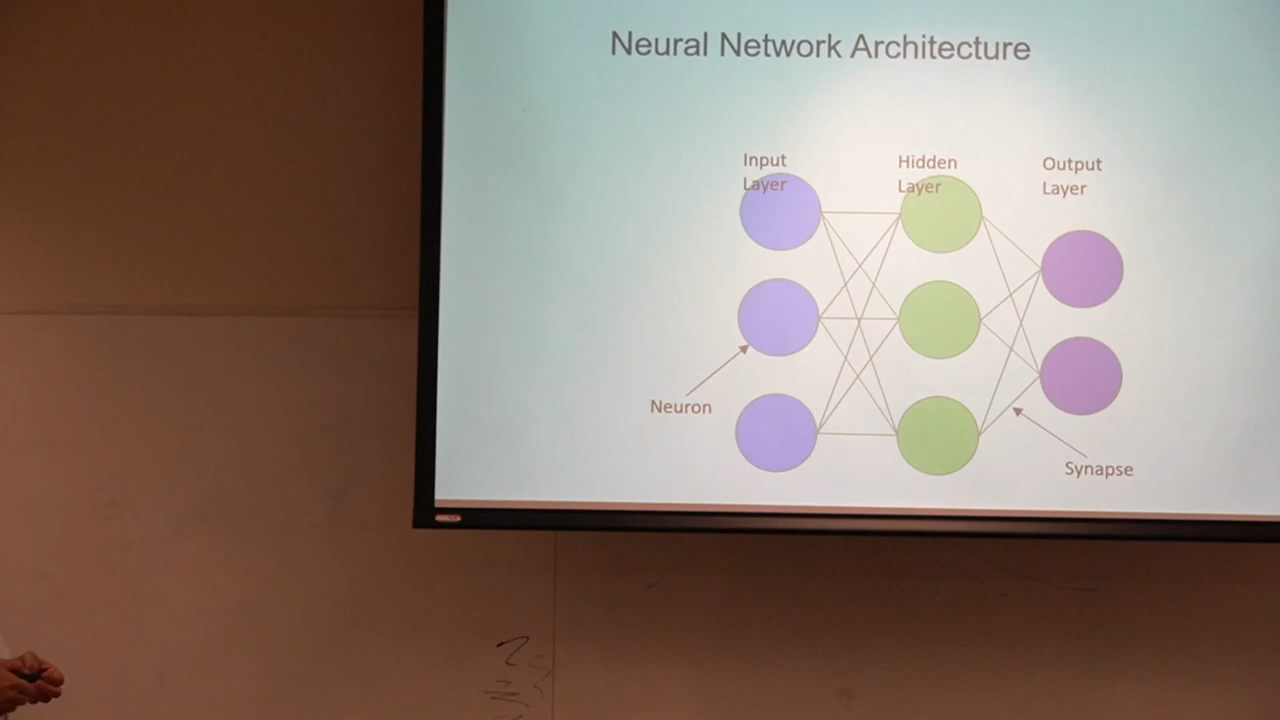 Neural Network Architecture
Input
Layer
Hidden
Layer
Output
Layer
Neuron
Synapse